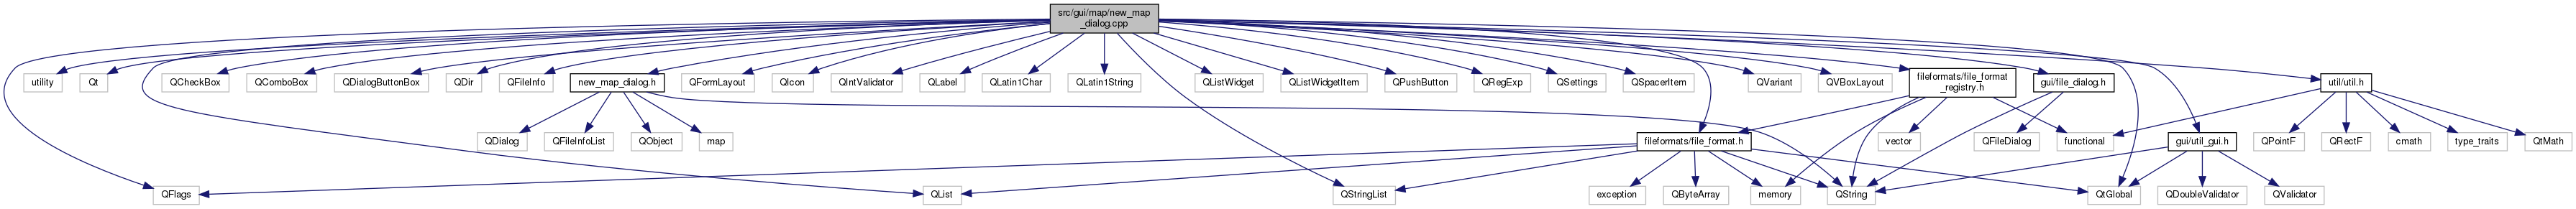 src/gui/map/new_map
_dialog.cpp
utility
Qt
QCheckBox
QComboBox
QDialogButtonBox
QDir
QFileInfo
new_map_dialog.h
QFormLayout
QIcon
QIntValidator
QLabel
QLatin1Char
QLatin1String
QListWidget
QListWidgetItem
QPushButton
QRegExp
QSettings
QSpacerItem
QVariant
QVBoxLayout
fileformats/file_format
_registry.h
gui/file_dialog.h
util/util.h
QDialog
QFileInfoList
QObject
map
fileformats/file_format.h
vector
QFileDialog
functional
gui/util_gui.h
QPointF
QRectF
cmath
type_traits
QtMath
QFlags
QList
QStringList
exception
QByteArray
memory
QString
QtGlobal
QDoubleValidator
QValidator